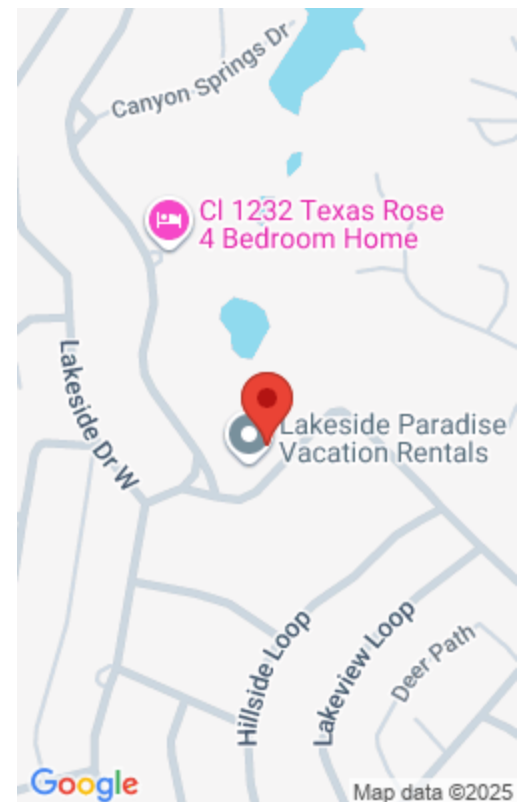 Canyon Springs Dr
Cl 1232 Texas Rose
4 Bedroom Home
Lakeside Dr W
Lakeside Paradise
Vacation Rentals
Hillside Loop
Lakeview Loop
Deer Path
Google
Map data ©2025